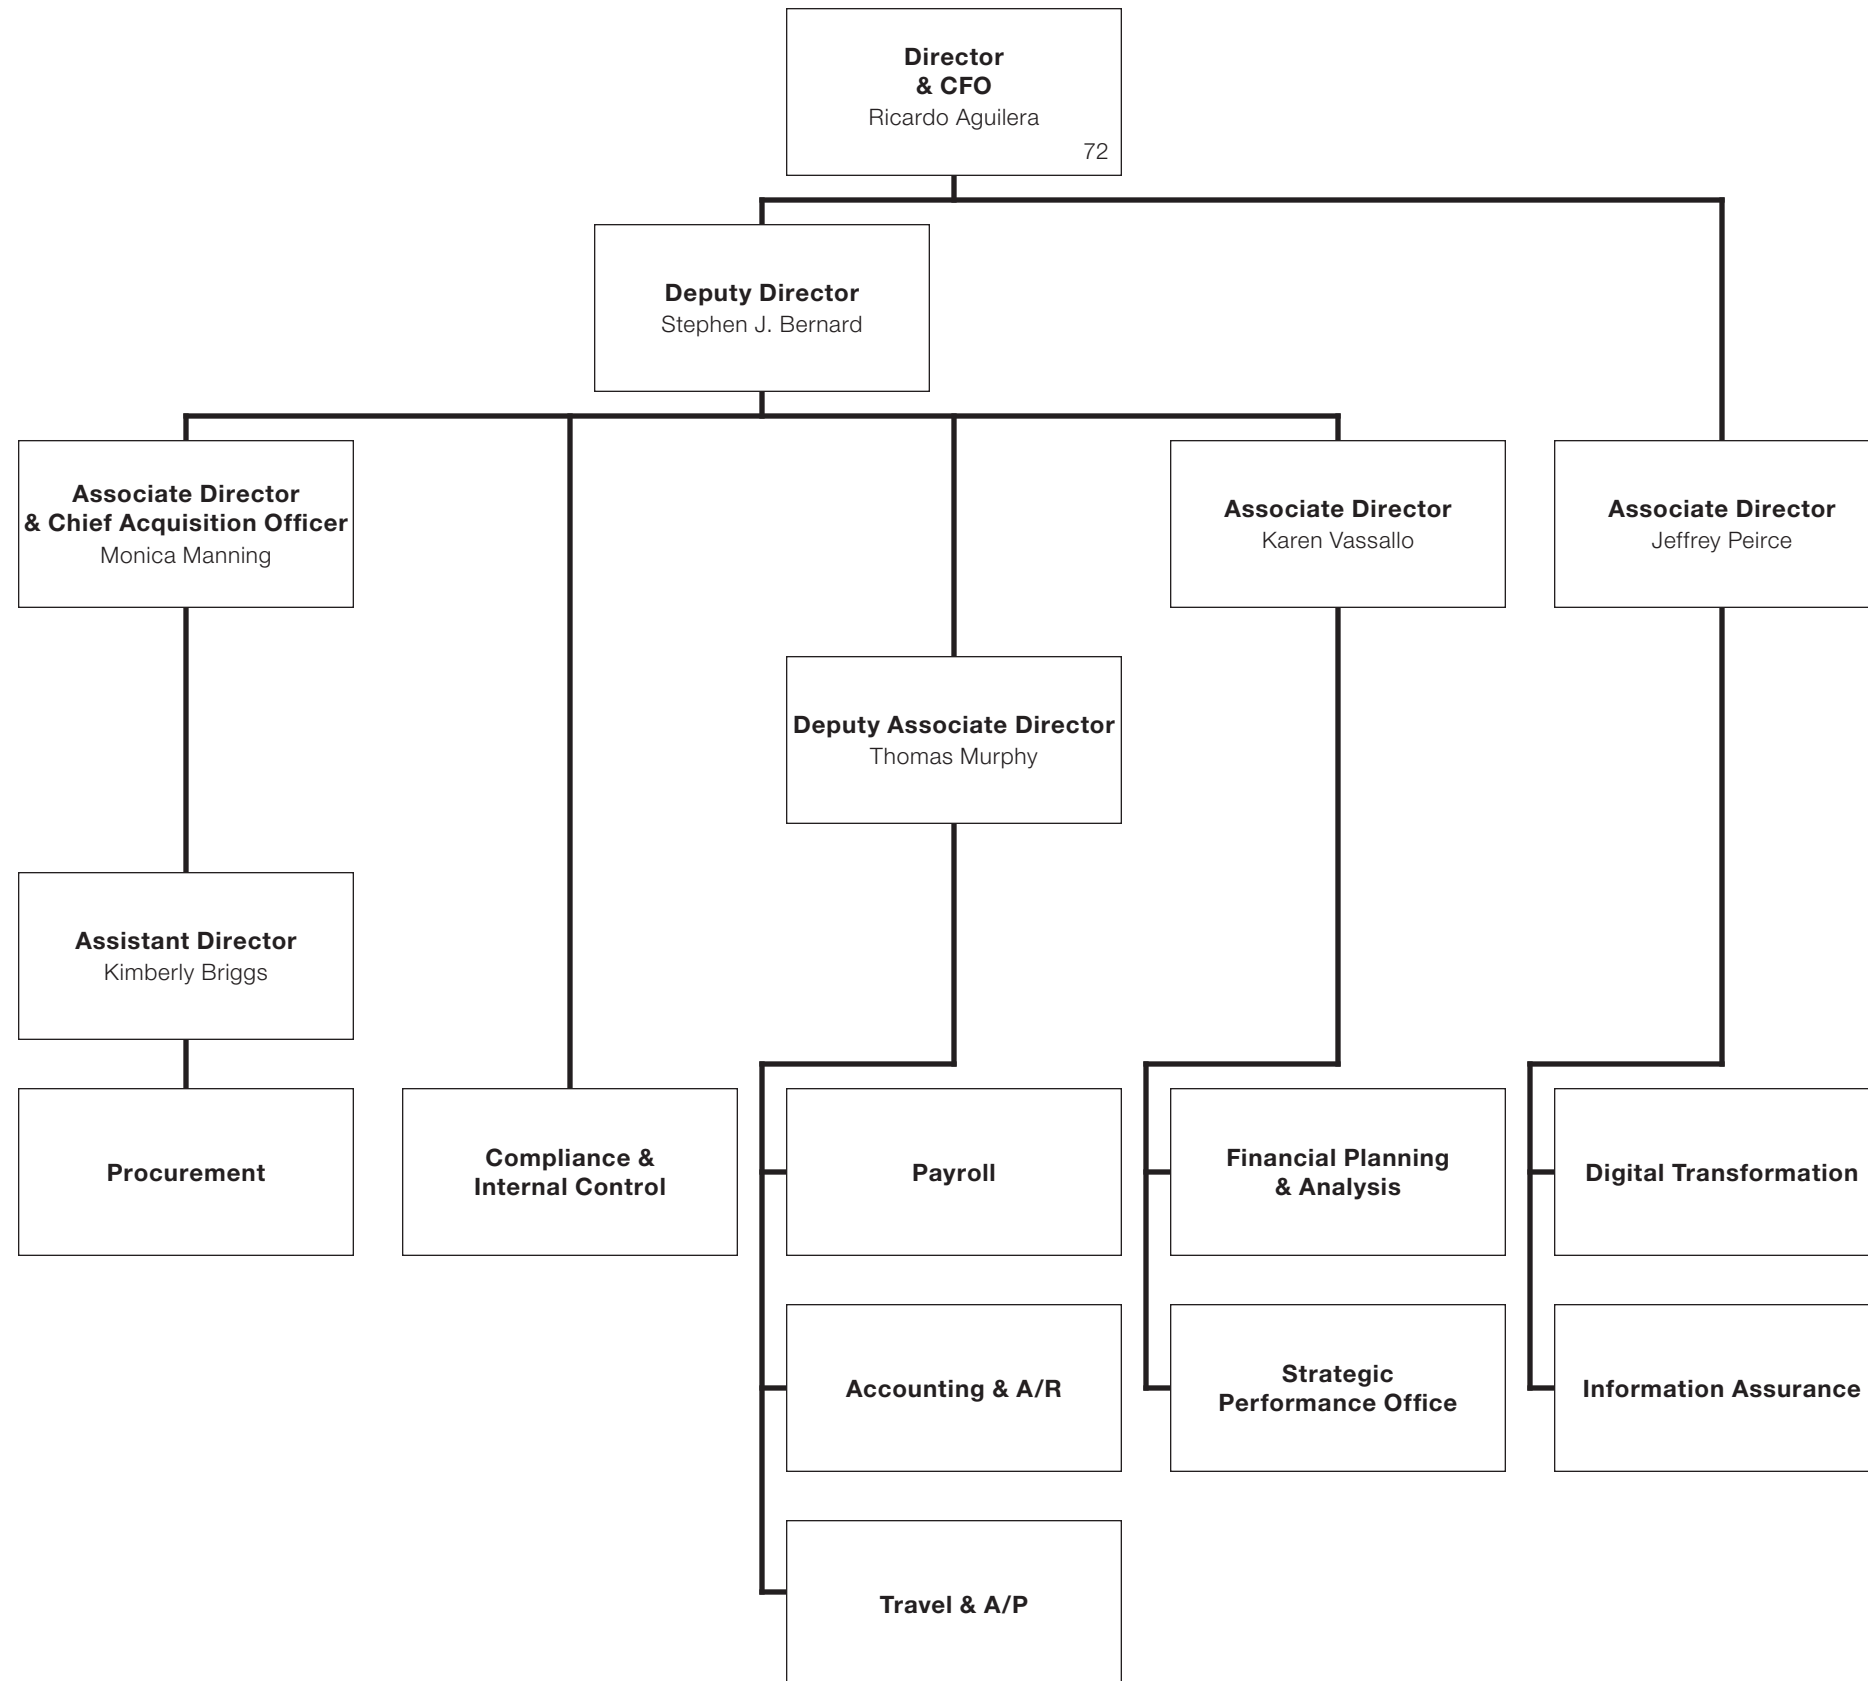 Director
& CFO
Ricardo Aguilera
72
Deputy Director
Stephen J. Bernard
Associate Director
& Chief Acquisition Officer
Monica Manning
Associate Director
Karen Vassallo
Associate Director
Jeffrey Peirce
Deputy Associate Director
Thomas Murphy
Assistant Director
Kimberly Briggs
Procurement
Compliance &
Internal Control
Payroll
Financial Planning
& Analysis
Digital Transformation
Accounting & A/R
Strategic
Performance Office
Information Assurance
Travel & A/P